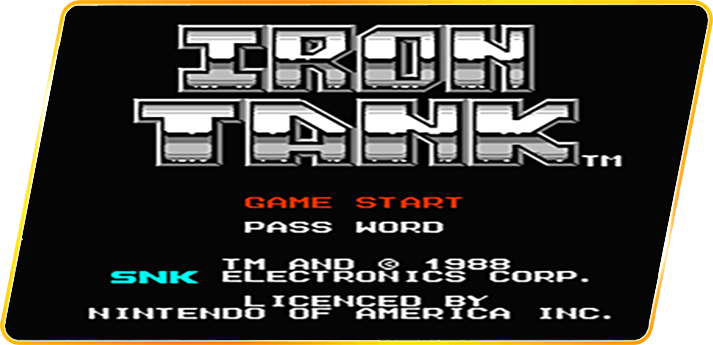 IRON
TANK™
GAME START
PASS WORD
TM AND © 1988
SNK ELECTRONICS CORP.
LICENCED BY
NINTENDO OF AMERICA INC.